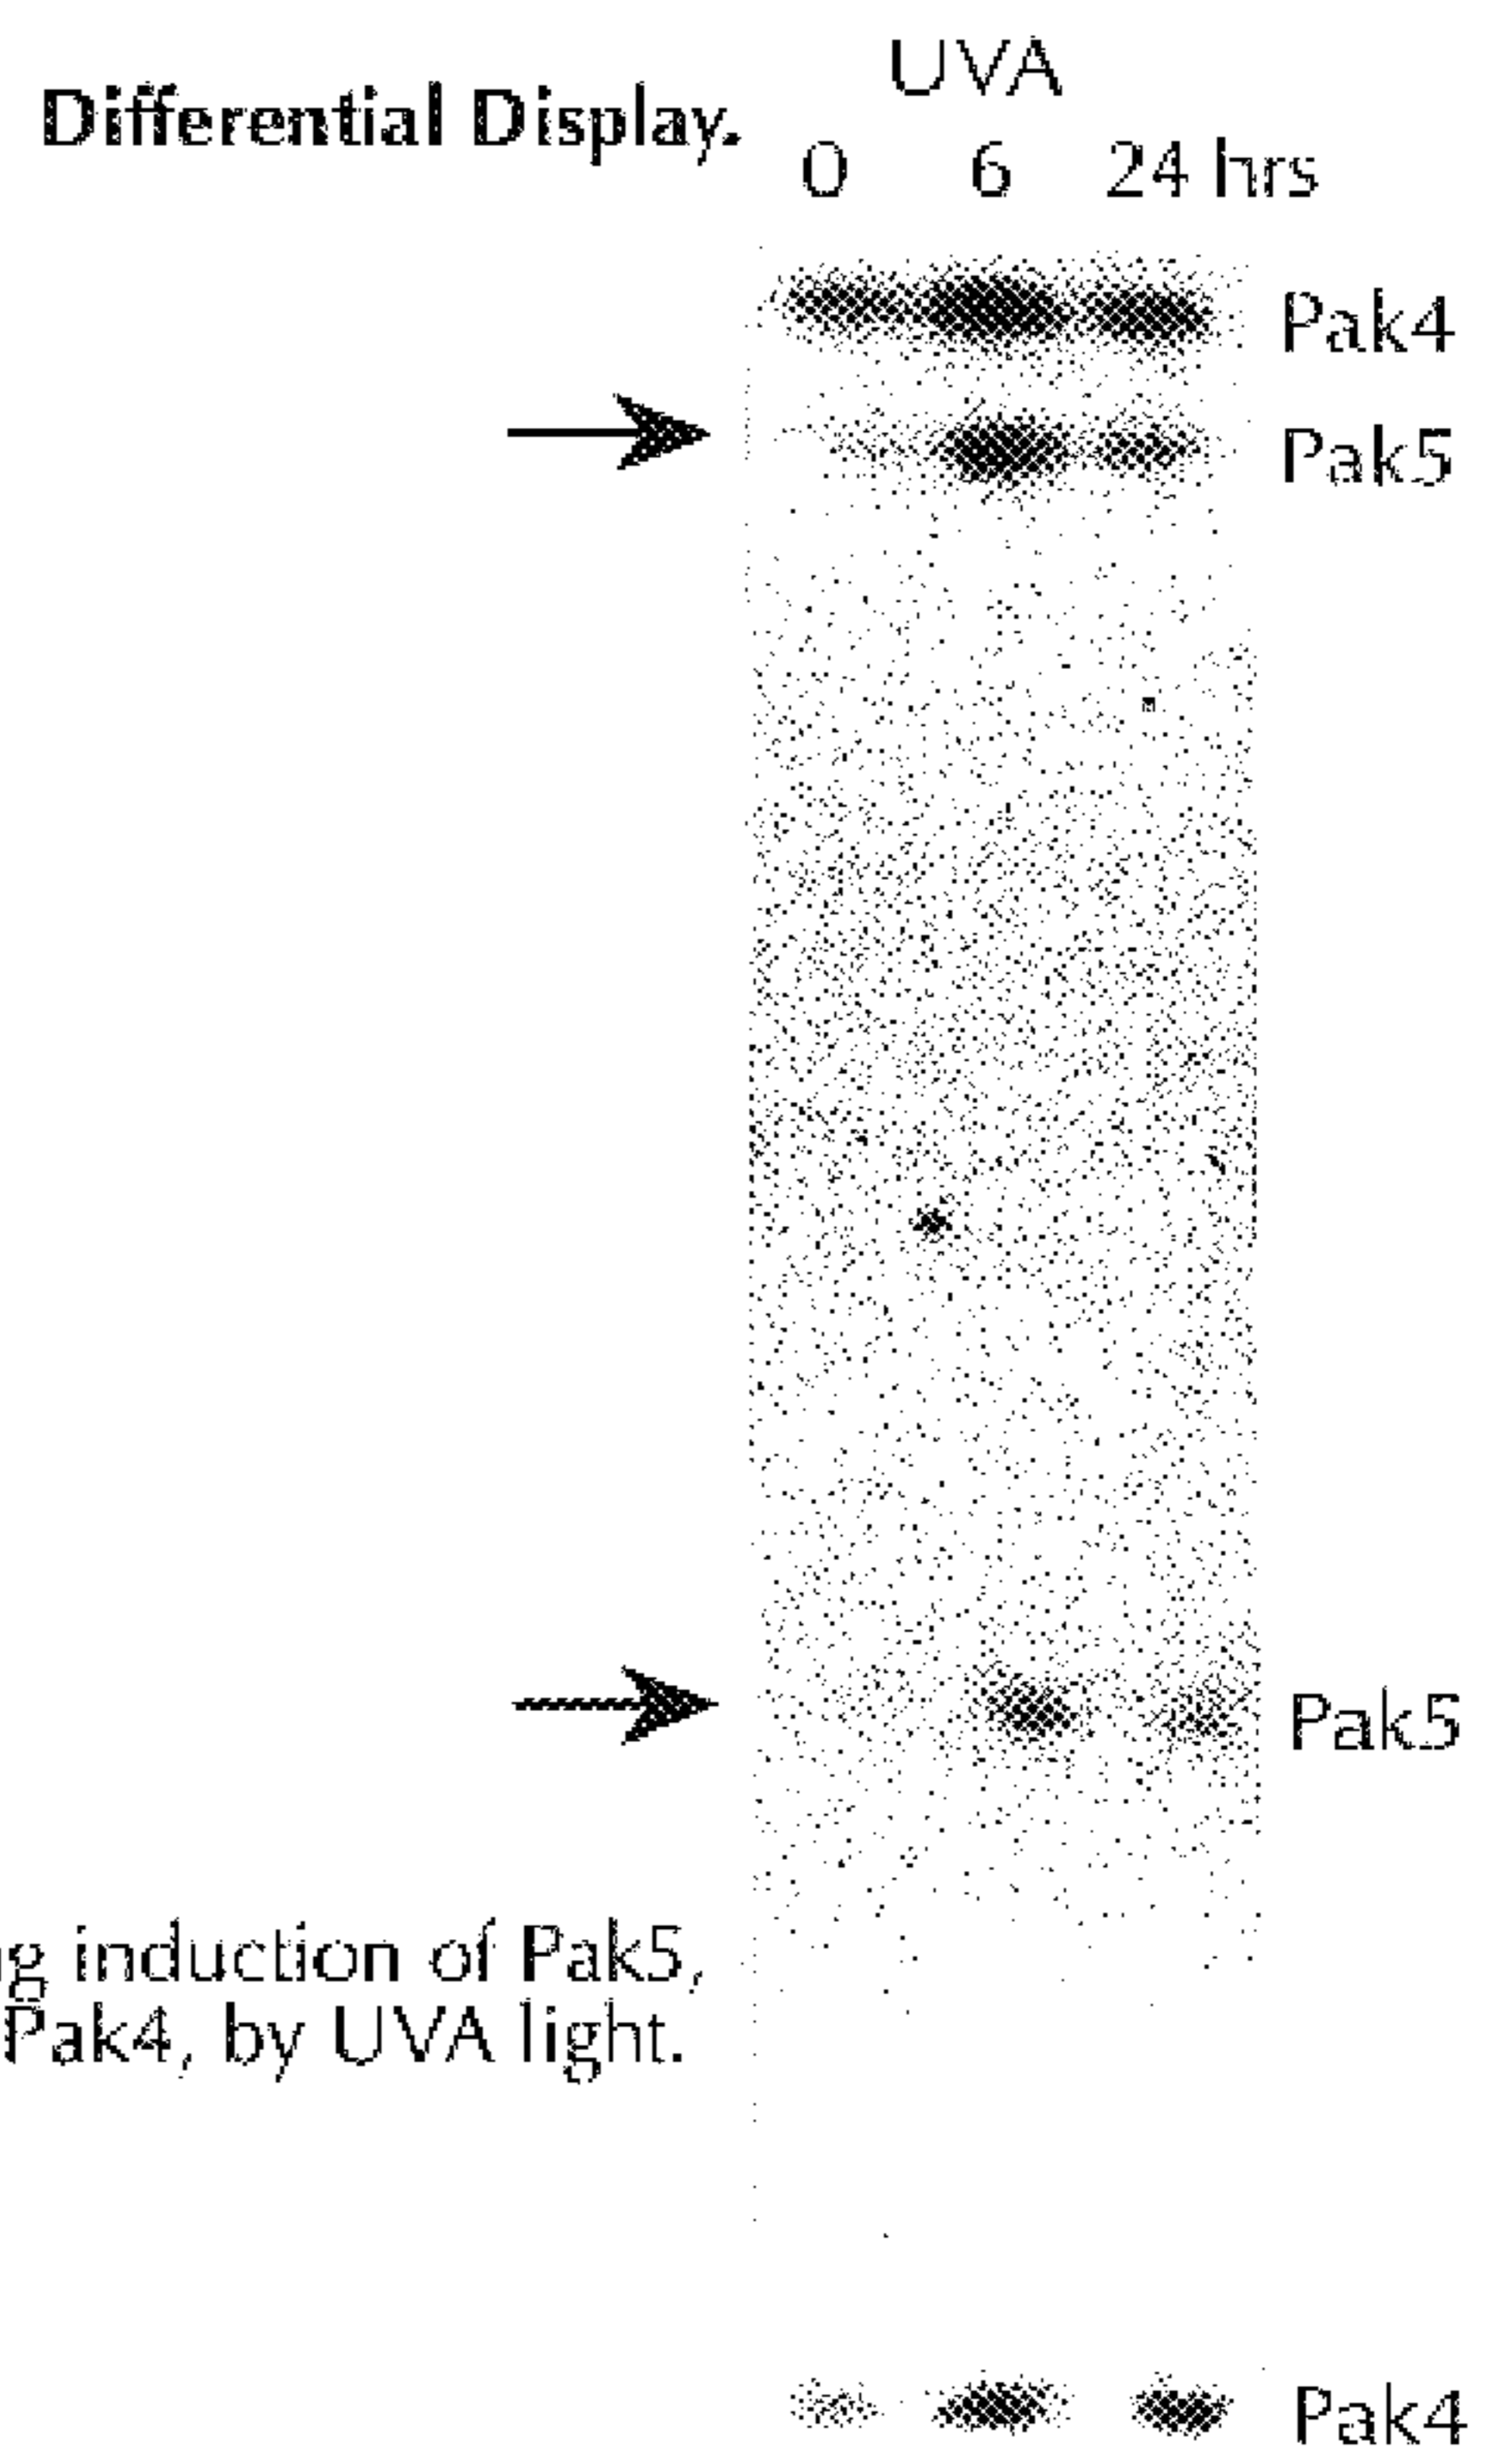 UVA
Differential Display,
0 6 24 hrs
Pak4
Pak5
Pak5
induction of Pak5,
Pak4, by UVA light.
Pak4